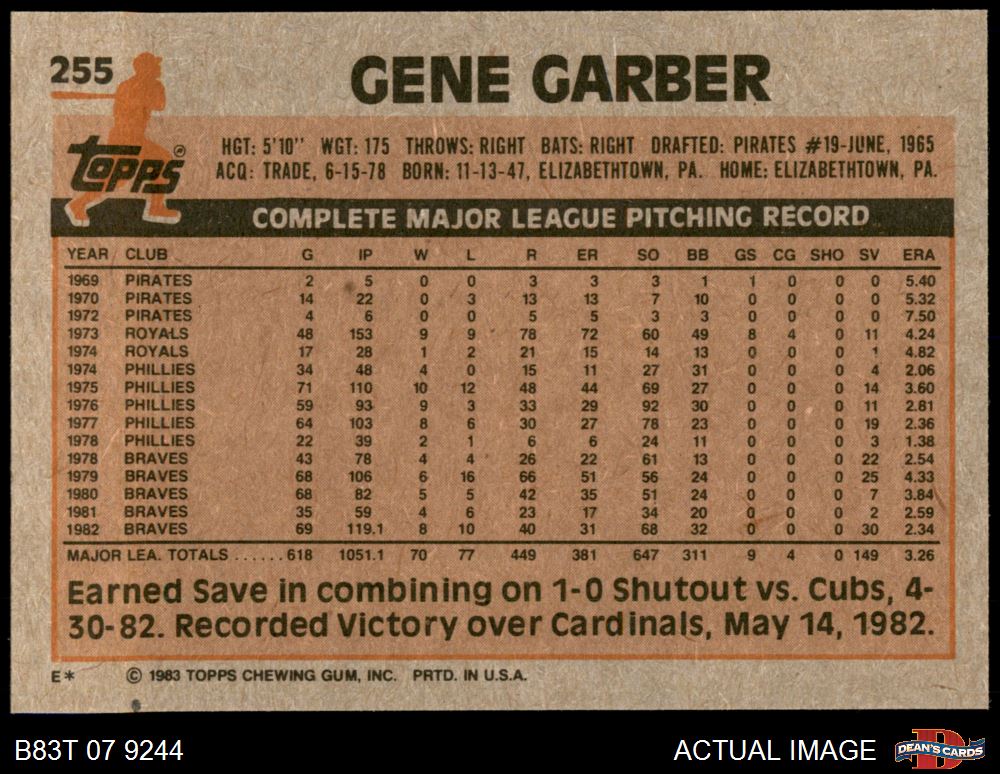 255 GENE GARBER
topps®
HGT: 5'10" WGT: 175 THROWS: RIGHT BATS: RIGHT DRAFTED: PIRATES #19-JUNE, 1965
ACQ: TRADE, 6-15-78 BORN: 11-13-47, ELIZABETHTOWN, PA. HOME: ELIZABETHTOWN, PA.
COMPLETE MAJOR LEAGUE PITCHING RECORD
YEAR CLUB G IP W L R ER SO BB GS CG SHO SV ERA
1969 PIRATES 2 5 0 0 3 3 3 1 1 0 0 0 5.40
1970 PIRATES 14 22 0 3 13 13 7 10 0 0 0 0 5.32
1972 PIRATES 4 6 0 0 5 5 3 3 0 0 0 0 7.50
1973 ROYALS 48 153 9 9 78 72 60 49 8 4 0 11 4.24
1974 ROYALS 17 28 1 2 21 15 14 13 0 0 0 1 4.82
1974 PHILLIES 34 48 4 0 15 11 27 31 0 0 0 4 2.06
1975 PHILLIES 71 110 10 12 48 44 69 27 0 0 0 14 3.60
1976 PHILLIES 59 93 9 3 33 29 92 30 0 0 0 11 2.81
1977 PHILLIES 64 103 8 6 30 27 78 23 0 0 0 19 2.36
1978 PHILLIES 22 39 2 1 6 6 24 11 0 0 0 3 1.38
1978 BRAVES 43 78 4 4 26 22 61 13 0 0 0 22 2.54
1979 BRAVES 68 106 6 16 66 51 56 24 0 0 0 25 4.33
1980 BRAVES 68 82 5 5 42 35 51 24 0 0 0 7 3.84
1981 BRAVES 35 59 4 6 23 17 34 20 0 0 0 2 2.59
1982 BRAVES 69 119.1 8 10 40 31 68 32 0 0 0 30 2.34
MAJOR LEA. TOTALS ......618 1051.1 70 77 449 381 647 311 9 4 0 149 3.26
Earned Save in combining on 1-0 Shutout vs. Cubs, 4-
30-82. Recorded Victory over Cardinals, May 14, 1982.
E* © 1983 TOPPS CHEWING GUM, INC. PRTD. IN U.S.A.
B83T 07 9244 ACTUAL IMAGE D DEAN'S CARDS